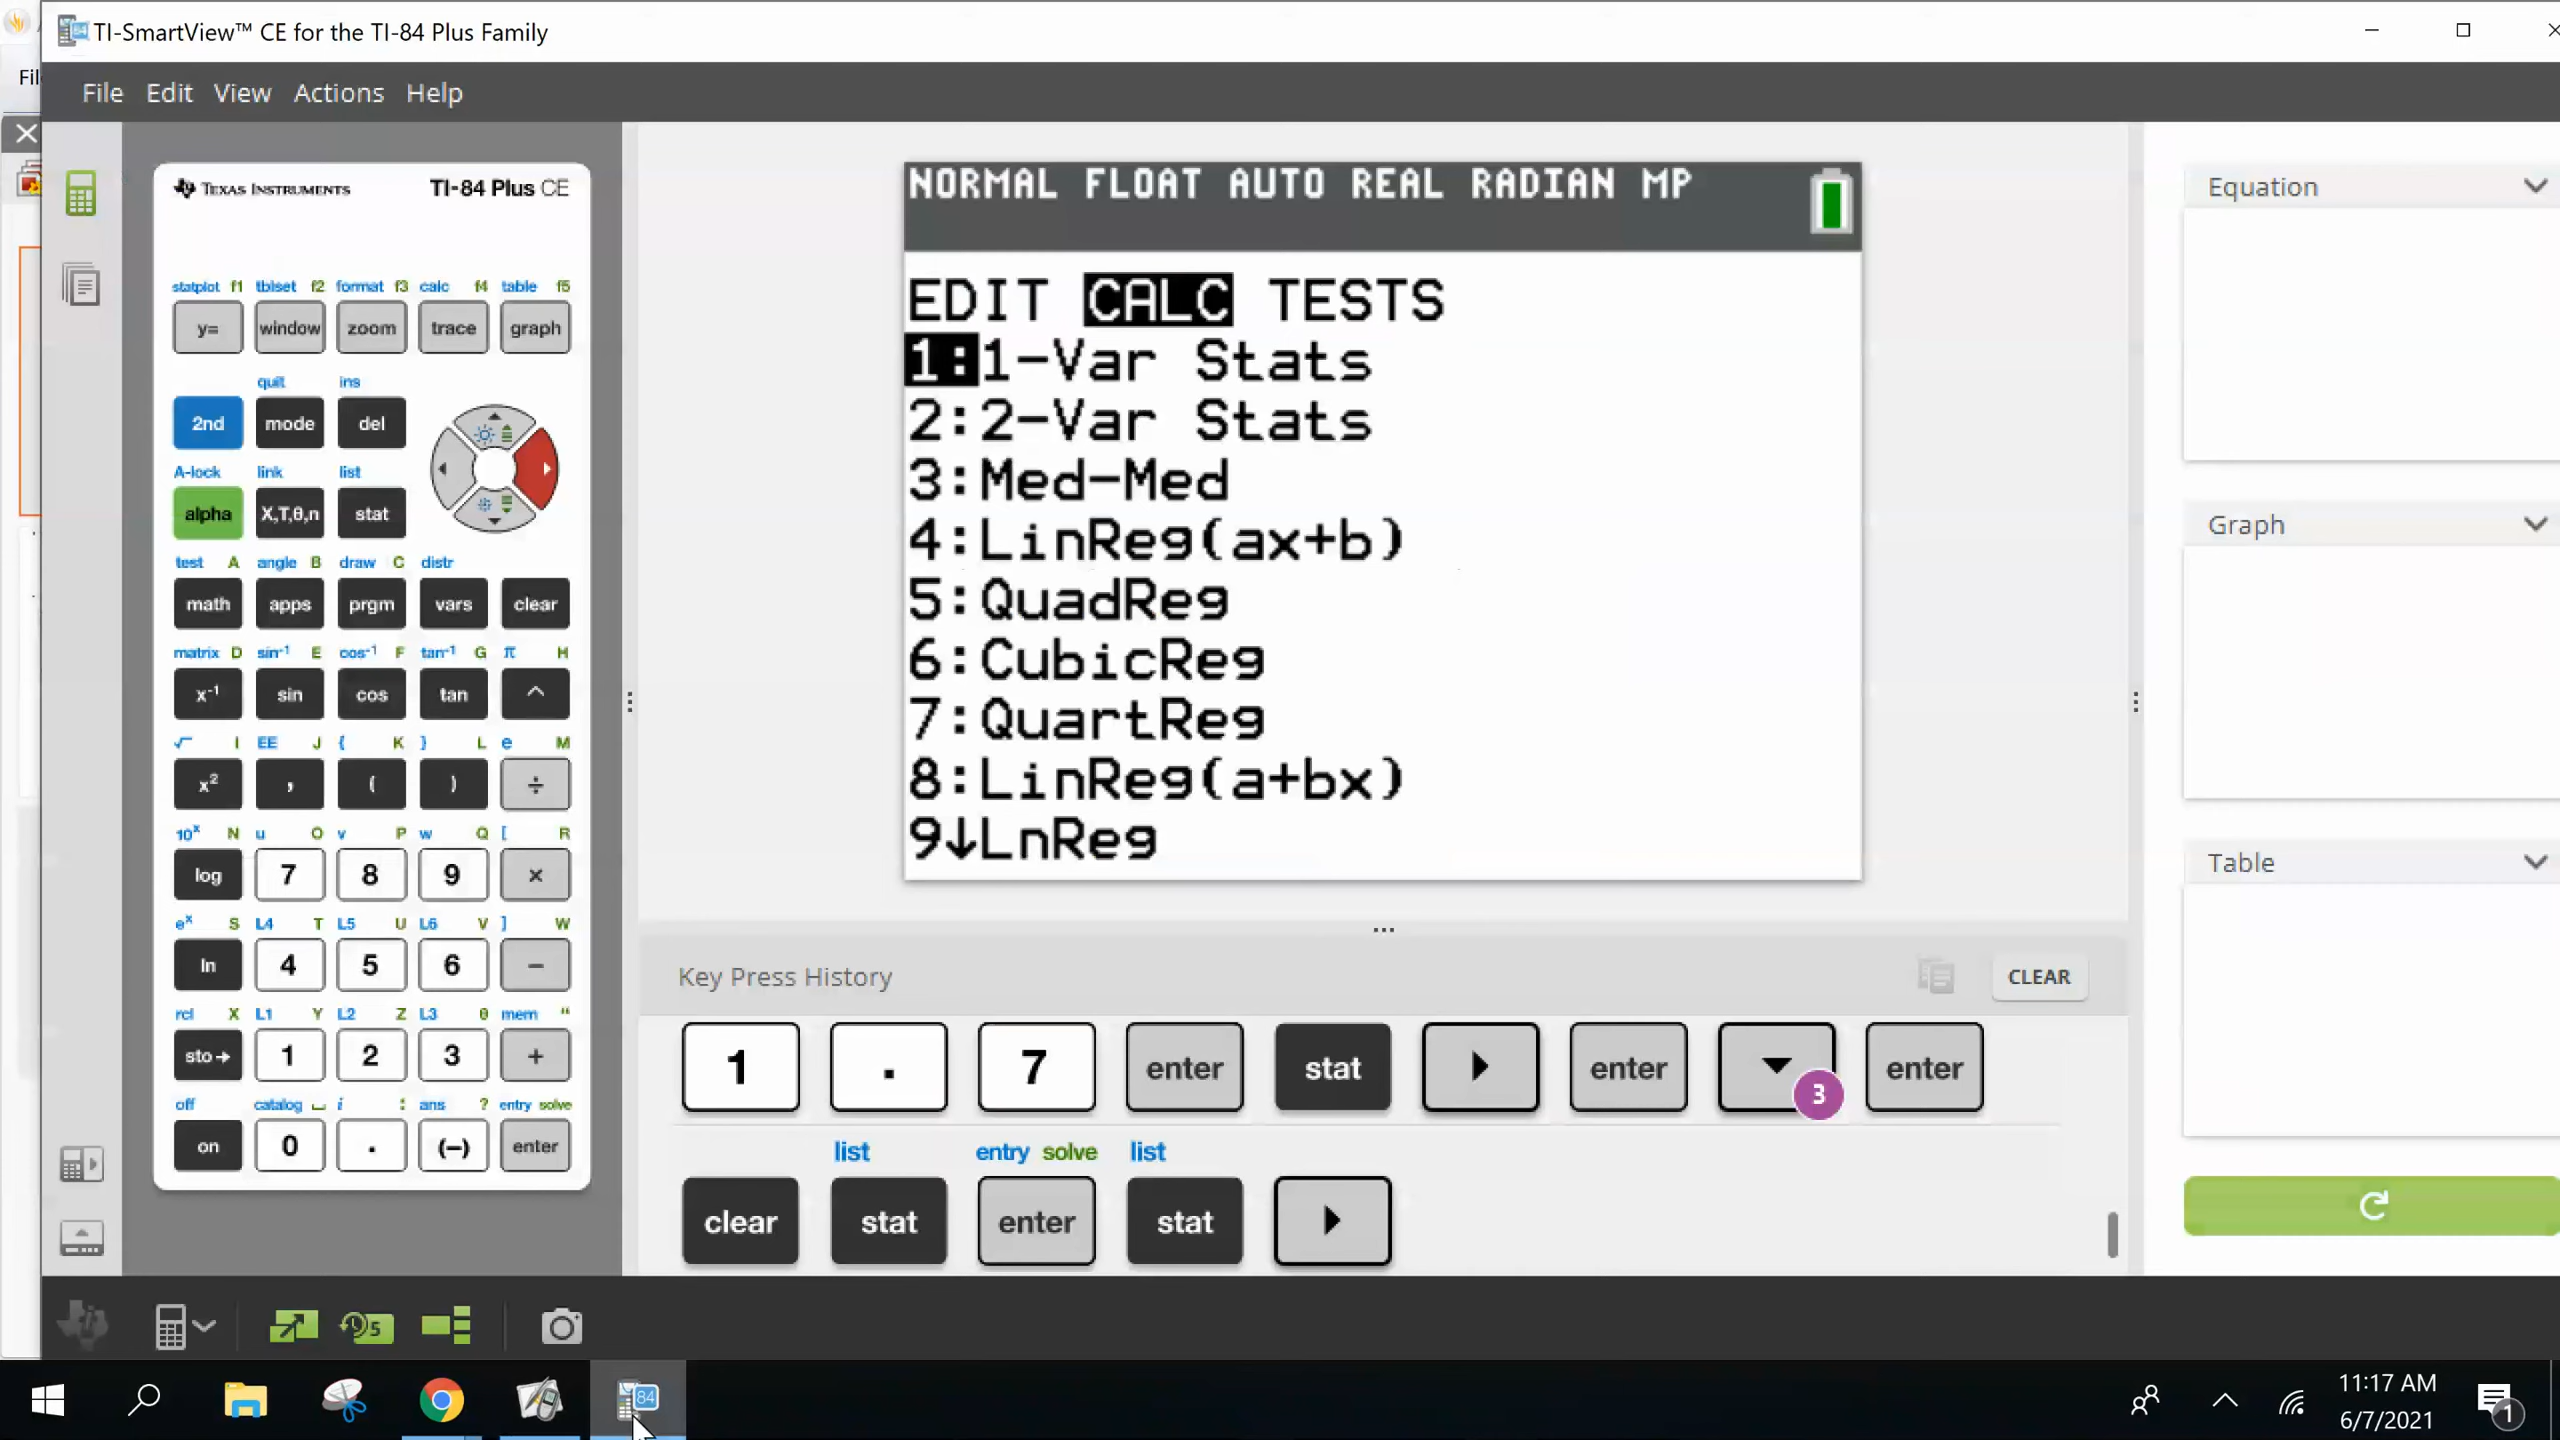 TI-SmartView™ CE for the TI-84 Plus Family
File Edit View Actions Help
TEXAS INSTRUMENTS TI-84 Plus CE
statplot f1 tblset f2 format f3 calc f4 table f5
y= window zoom trace graph
quit ins
2nd mode del
A-lock link list
alpha X,T,θ,n stat
test A angle B draw C distr
math apps prgm vars clear
matrix D sin⁻¹ E cos⁻¹ F tan⁻¹ G π H
x⁻¹ sin cos tan ^
√ I EE J { K } L e M
x² , ( ) ÷
10ˣ N u O v P w Q [ R
log 7 8 9 ×
eˣ S L4 T L5 U L6 V ] W
ln 4 5 6 −
rcl X L1 Y L2 Z L3 θ mem "
sto→ 1 2 3 +
off catalog ⎵ i : ans ? entry solve
on 0 . (−) enter
NORMAL FLOAT AUTO REAL RADIAN MP
EDIT CALC TESTS
1:1-Var Stats
2:2-Var Stats
3:Med-Med
4:LinReg(ax+b)
5:QuadReg
6:CubicReg
7:QuartReg
8:LinReg(a+bx)
9↓LnReg
Key Press History CLEAR
1 . 7 enter stat enter 3 enter
list entry solve list
clear stat enter stat
Equation
Graph
Table
5
84
11:17 AM
6/7/2021
1